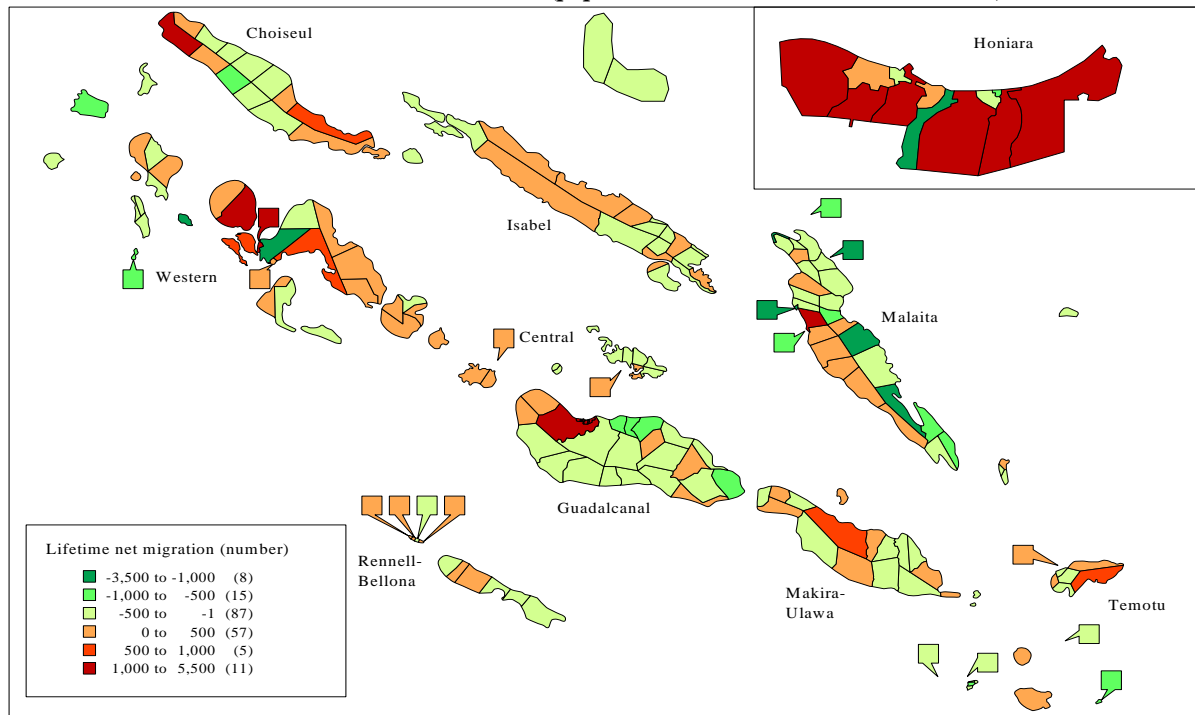 Choiseul
Honiara
Isabel
Western
Malaita
Central
Guadalcanal
Rennell-
Bellona
Makira-
Ulawa
Temotu
Lifetime net migration (number)
-3,500 to -1,000 (8)
-1,000 to -500 (15)
-500 to -1 (87)
0 to 500 (57)
500 to 1,000 (5)
1,000 to 5,500 (11)